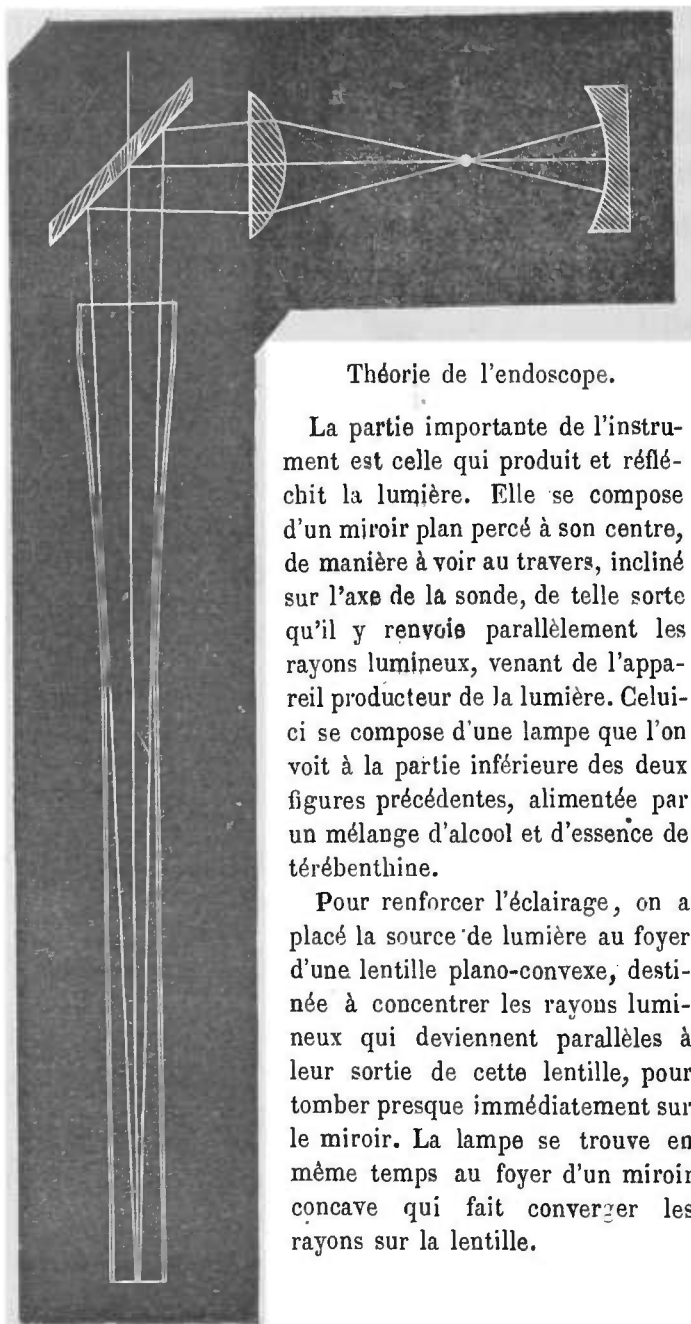 Théorie de l'endoscope.
La partie importante de l'instru-
ment est celle qui produit et réflé-
chit la lumière. Elle se compose
d'un miroir plan percé à son centre,
de manière à voir au travers, incliné
sur l'axe de la sonde, de telle sorte
qu'il y renvoie parallèlement les
rayons lumineux, venant de l'appa-
reil producteur de la lumière. Celui-
ci se compose d'une lampe que l'on
voit à la partie inférieure des deux
figures précédentes, alimentée par
un mélange d'alcool et d'essence de
térébenthine.
Pour renforcer l'éclairage, on a
placé la source de lumière au foyer
d'une lentille plano-convexe, desti-
née à concentrer les rayons lumi-
neux qui deviennent parallèles à
leur sortie de cette lentille, pour
tomber presque immédiatement sur
le miroir. La lampe se trouve en
même temps au foyer d'un miroir
concave qui fait converger les
rayons sur la lentille.